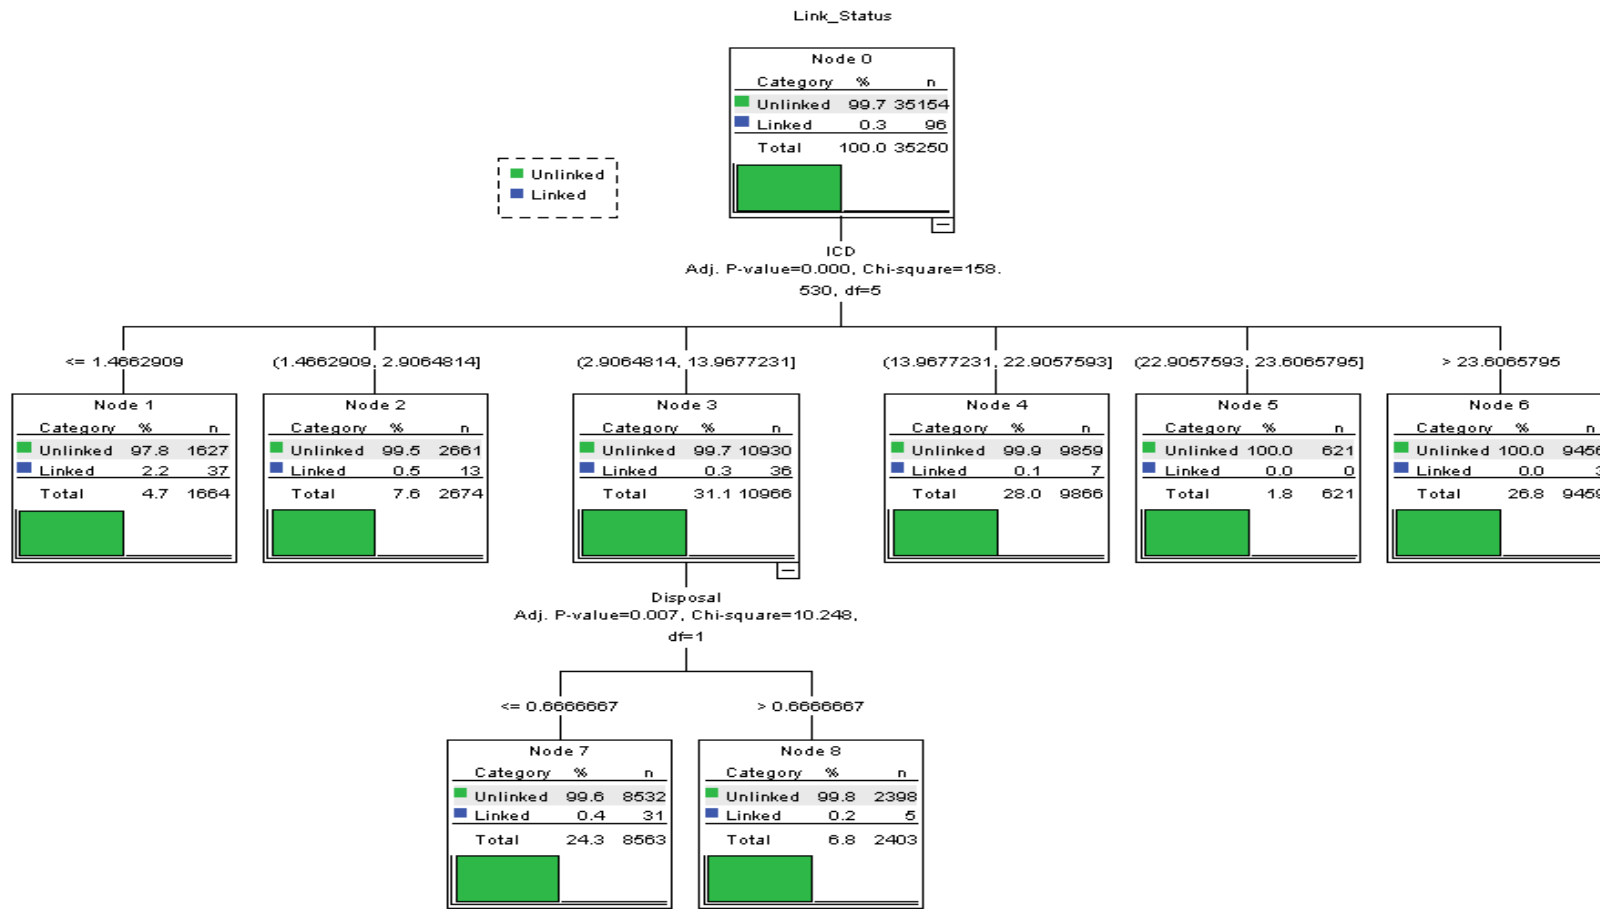 Link_Status
Node 0
Category % n
Unlinked 99.7 35154
Linked 0.3 96
Total 100.0 35250
Unlinked
Linked
ICD
Adj. P-value=0.000, Chi-square=158.
530, df=5
<= 1.4662909
(1.4662909, 2.9064814]
(2.9064814, 13.9677231]
(13.9677231, 22.9057593]
(22.9057593, 23.6065795]
> 23.6065795
Node 1
Category % n
Unlinked 97.8 1627
Linked 2.2 37
Total 4.7 1664
Node 2
Category % n
Unlinked 99.5 2661
Linked 0.5 13
Total 7.6 2674
Node 3
Category % n
Unlinked 99.7 10930
Linked 0.3 36
Total 31.1 10966
Node 4
Category % n
Unlinked 99.9 9859
Linked 0.1 7
Total 28.0 9866
Node 5
Category % n
Unlinked 100.0 621
Linked 0.0 0
Total 1.8 621
Node 6
Category % n
Unlinked 100.0 9456
Linked 0.0 3
Total 26.8 9459
Disposal
Adj. P-value=0.007, Chi-square=10.248,
df=1
<= 0.6666667
> 0.6666667
Node 7
Category % n
Unlinked 99.6 8532
Linked 0.4 31
Total 24.3 8563
Node 8
Category % n
Unlinked 99.8 2398
Linked 0.2 5
Total 6.8 2403